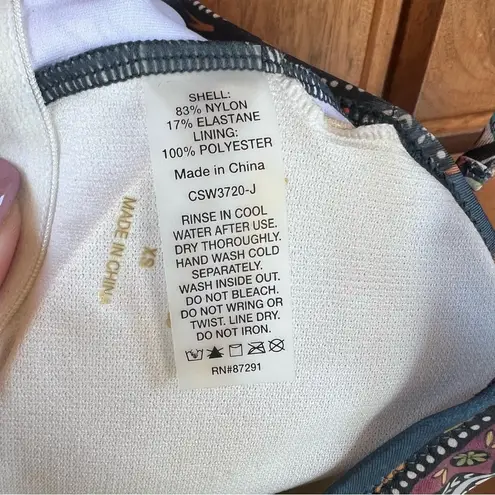 SHELL:
83% NYLON
17% ELASTANE
LINING:
100% POLYESTER
Made in China
CSW3720-J
RINSE IN COOL
WATER AFTER USE.
DRY THOROUGHLY.
HAND WASH COLD
SEPARATELY.
WASH INSIDE OUT.
DO NOT BLEACH.
DO NOT WRING OR
TWIST. LINE DRY.
DO NOT IRON.
RN#87291
XS
MADE IN CHINA